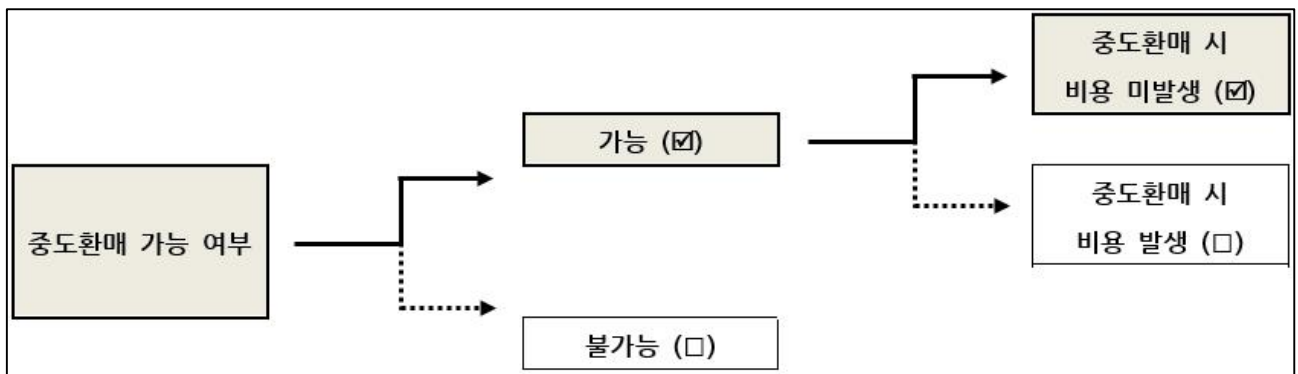 중도환매 가능 여부
가능 (☑)
불가능 (□)
중도환매 시
비용 미발생 (☑)
중도환매 시
비용 발생 (□)